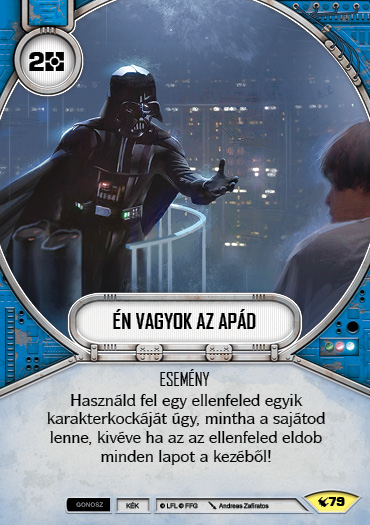 2
ÉN VAGYOK AZ APÁD
ESEMÉNY
Használd fel egy ellenfeled egyik
karakterkockáját úgy, mintha a sajátod
lenne, kivéve ha az az ellenfeled eldob
minden lapot a kezéből!
GONOSZ KÉK © LFL © FFG Andreas Zafiratos 79